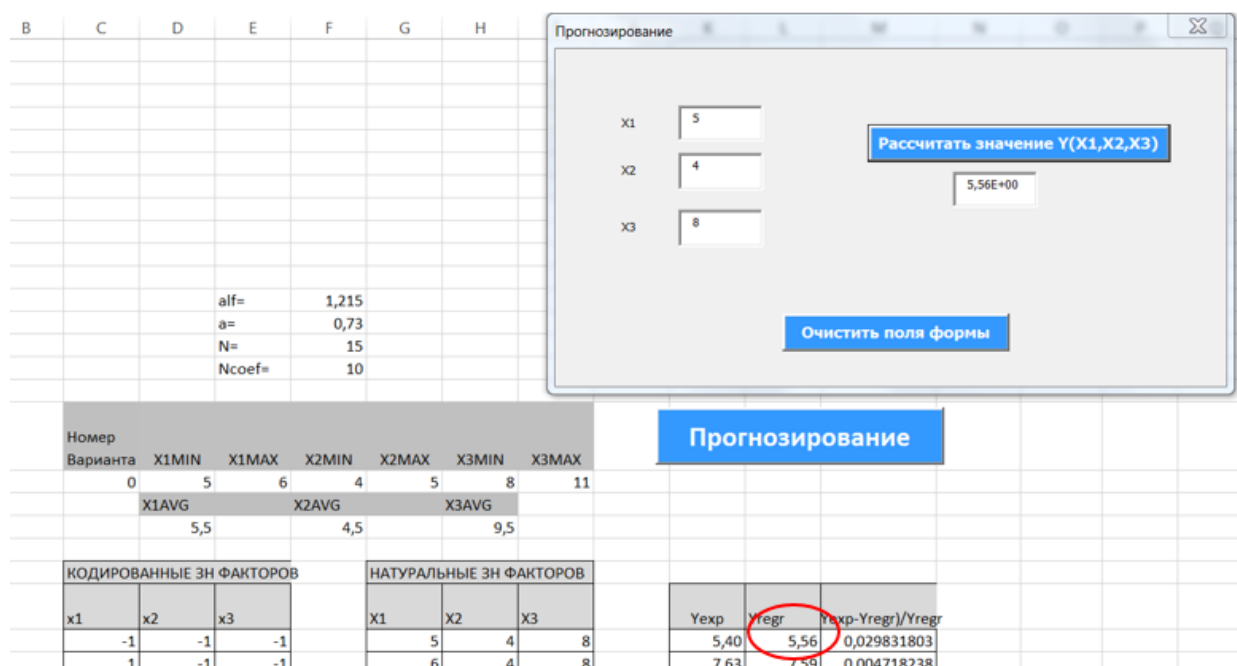 B C D E F G H
Прогнозирование
X1 5
Рассчитать значение Y(X1,X2,X3)
X2 4
5,56E+00
X3 8
Очистить поля формы
alf= 1,215
a= 0,73
N= 15
Ncoef= 10
Номер
Варианта X1MIN X1MAX X2MIN X2MAX X3MIN X3MAX
0 5 6 4 5 8 11
X1AVG X2AVG X3AVG
5,5 4,5 9,5
Прогнозирование
КОДИРОВАННЫЕ ЗН ФАКТОРОВ НАТУРАЛЬНЫЕ ЗН ФАКТОРОВ
x1 x2 x3 X1 X2 X3 Yexp Yregr Yexp-Yregr)/Yregr
-1 -1 -1 5 4 8 5,40 5,56 0,029831803
1 -1 -1 6 4 8 7,63 7,59 0,004718238